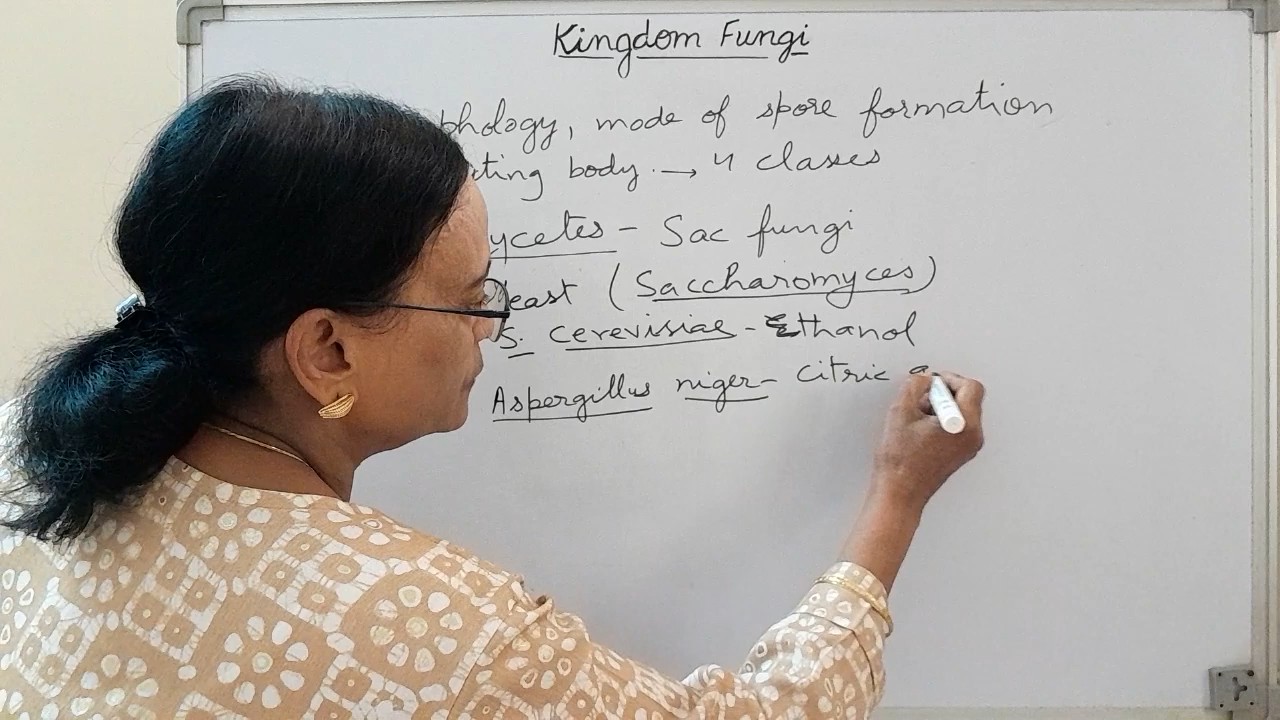 Kingdom Fungi
phology, mode of spore formation
ting body. → 4 classes
ycetes - Sac fungi
east (Saccharomyces)
S. cerevisiae - Ethanol
Aspergillus niger - Citric a